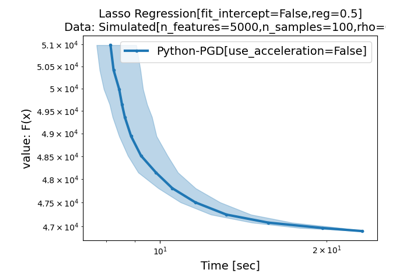 Lasso Regression[fit_intercept=False,reg=0.5]
Data: Simulated[n_features=5000,n_samples=100,rho=
Python-PGD[use_acceleration=False]
value: F(x)
5.1 × 10⁴
5.05 × 10⁴
5 × 10⁴
4.95 × 10⁴
4.9 × 10⁴
4.85 × 10⁴
4.8 × 10⁴
4.75 × 10⁴
4.7 × 10⁴
10¹
2 × 10¹
Time [sec]